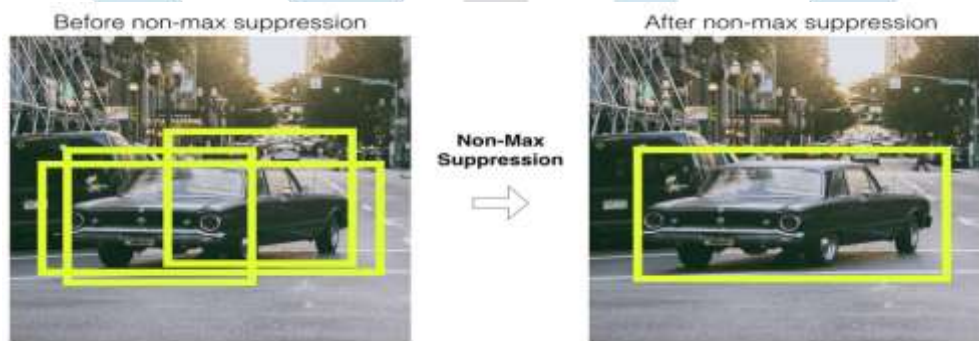 Before non-max suppression
After non-max suppression
Non-Max
Suppression